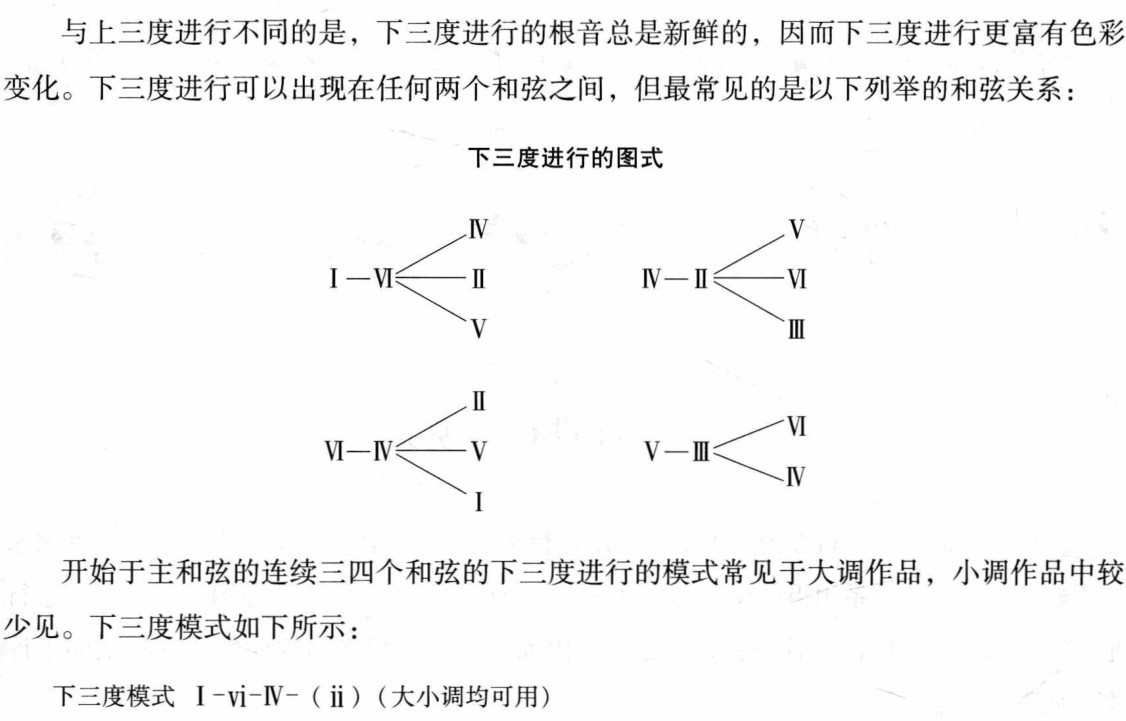 与上三度进行不同的是，下三度进行的根音总是新鲜的，因而下三度进行更富有色彩
变化。下三度进行可以出现在任何两个和弦之间，但最常见的是以下列举的和弦关系：
下三度进行的图式
Ⅳ
Ⅰ—Ⅵ Ⅱ
Ⅴ
Ⅴ
Ⅳ—Ⅱ Ⅵ
Ⅲ
Ⅱ
Ⅵ—Ⅳ Ⅴ
Ⅰ
Ⅵ
Ⅴ—Ⅲ
Ⅳ
开始于主和弦的连续三四个和弦的下三度进行的模式常见于大调作品，小调作品中较
少见。下三度模式如下所示：
下三度模式 Ⅰ-ⅵ-Ⅳ-（ⅱ）（大小调均可用）